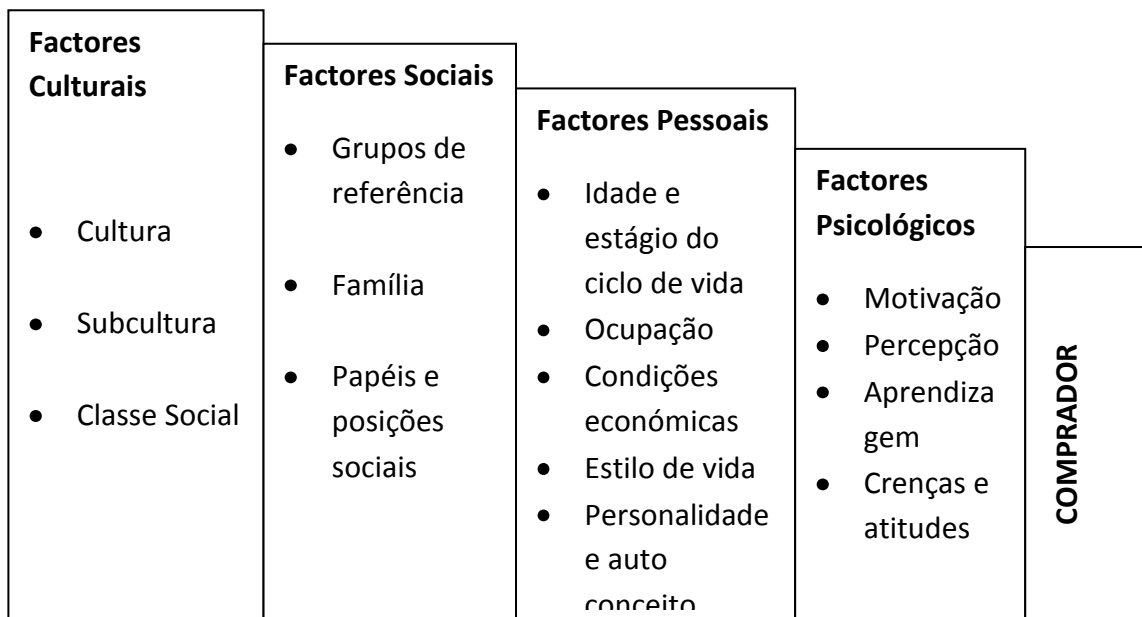 Factores
Culturais
• Cultura
• Subcultura
• Classe Social
Factores Sociais
• Grupos de
referência
• Família
• Papéis e
posições
sociais
Factores Pessoais
• Idade e
estágio do
ciclo de vida
• Ocupação
• Condições
económicas
• Estilo de vida
• Personalidade
e auto
conceito
Factores
Psicológicos
• Motivação
• Percepção
• Aprendiza
gem
• Crenças e
atitudes
COMPRADOR